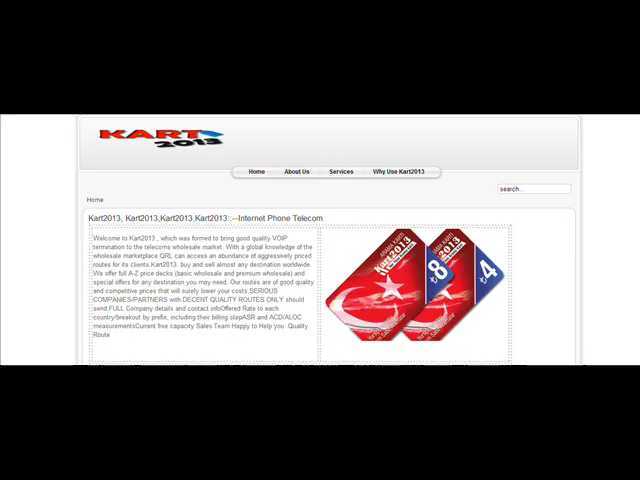 KART
2013
Home About Us Services Why Use Kart2013
search...
Home
Kart2013, Kart2013,Kart2013,Kart2013::--Internet Phone Telecom
Welcome to Kart2013., which was formed to bring good quality VOIP
termination to the telecoms wholesale market. With a global knowledge of the
wholesale marketplace QRL can access an abundance of aggressively priced
routes for its clients.Kart2013. buy and sell almost any destination worldwide.
We offer full A-Z price decks (basic wholesale and premium wholesale) and
special offers for any destination you may need. Our routes are of good quality
and competitive prices that will surely lower your costs.SERIOUS
COMPANIES/PARTNERS with DECENT QUALITY ROUTES ONLY should
send:FULL Company details and contact infoOffered Rate to each
country/breakout by prefix, including their billing stepASR and ACD/ALOC
measurementsCurrent free capacity Sales Team Happy to Help you Quality
Route
ARAMA KARTI
Kart2013
8
ARAMA KARTI
2013
4